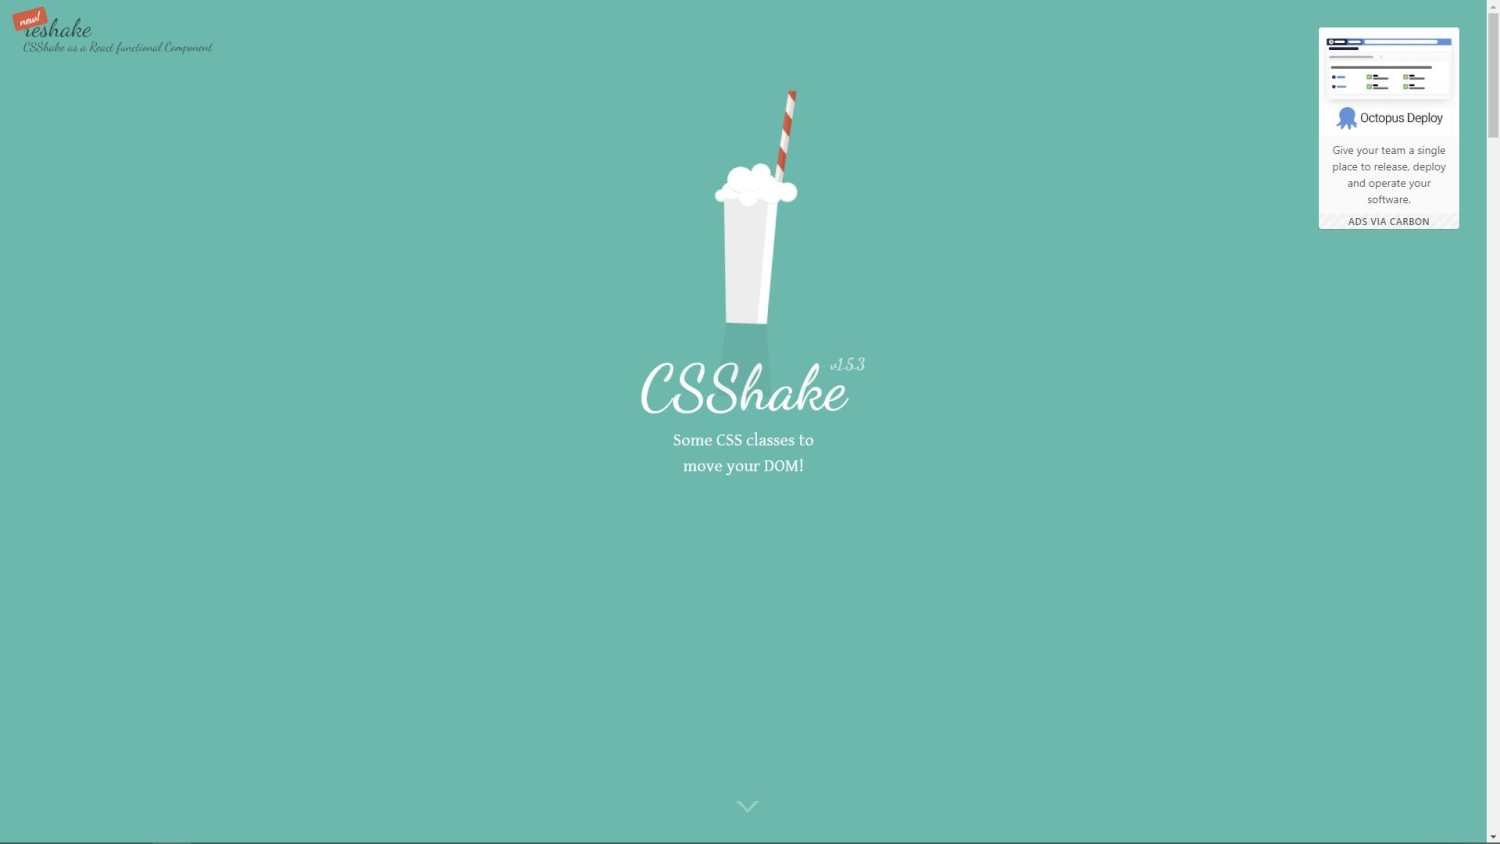 new!
reshake
CSShake as a React functional Component
Octopus Deploy
Give your team a single
place to release, deploy
and operate your
software.
ADS VIA CARBON
v1.5.3
CSShake
Some CSS classes to
move your DOM!